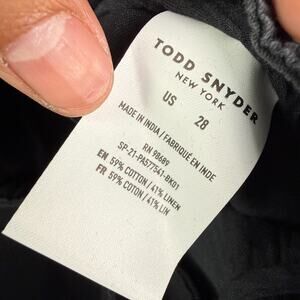 TODD SNYDER
NEW YORK
US 28
MADE IN INDIA / FABRIQUÉ EN INDE
RN 98689
SP-21-PA577541-BK01
EN 59% COTTON / 41% LINEN
FR 59% COTON / 41% LIN